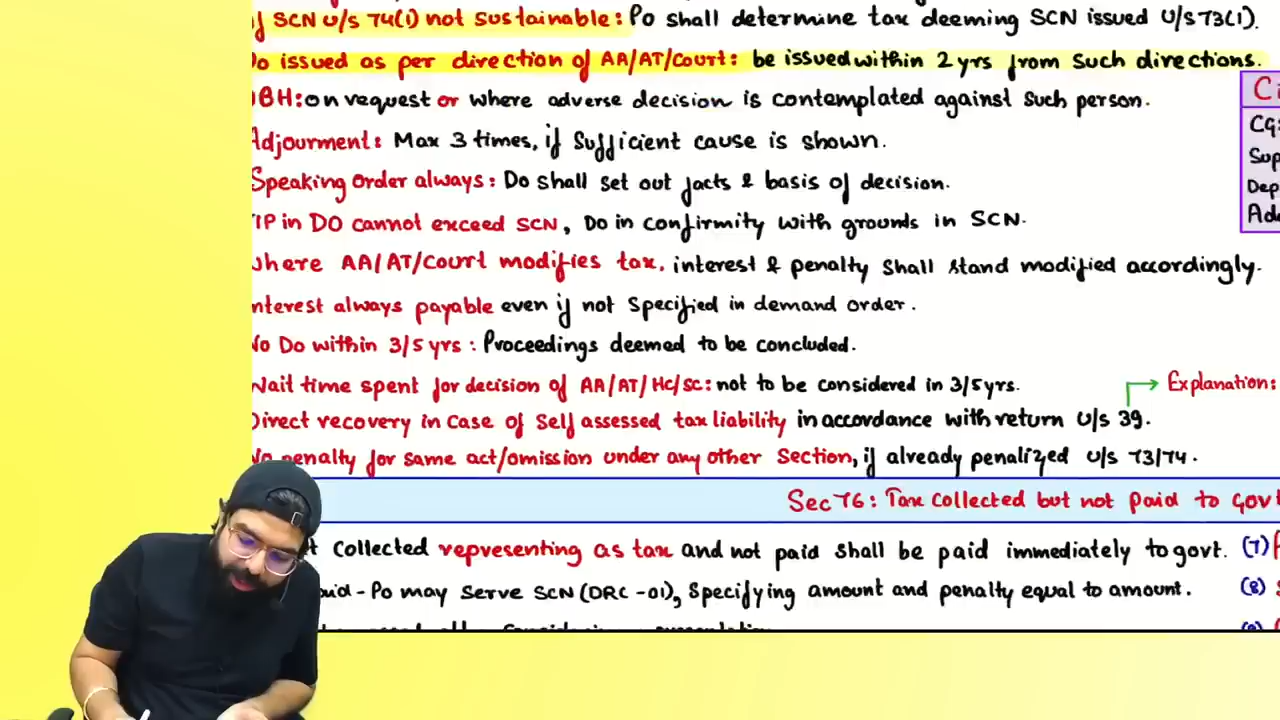 SCN U/s 74(1) not sustainable: Po shall determine tax deeming SCN issued U/s 73(1).
Do issued as per direction of AA/AT/Court: be issued within 2 yrs from such directions.
on request or where adverse decision is contemplated against such person.
Adjourment: Max 3 times, if Sufficient cause is shown.
Speaking Order always: Do shall set out facts & basis of decision.
TIP in DO cannot exceed SCN, Do in confirmity with grounds in SCN.
where AA/AT/Court modifies tax, interest & penalty shall stand modified accordingly.
nterest always payable even if not specified in demand order.
No Do within 3/5 yrs: Proceedings deemed to be concluded.
Wait time spent for decision of AA/AT/HC/SC: not to be considered in 3/5 yrs.
Explanation:
Direct recovery in case of Self assessed tax liability in accordance with return U/s 39.
No penalty for same act/omission under any other Section, if already penalized U/s 73/74.
Sec 76: Tax collected but not paid to Govt
collected representing as tax and not paid shall be paid immediately to govt. (7)
- Po may serve SCN (DRC-01), Specifying amount and penalty equal to amount. (8)